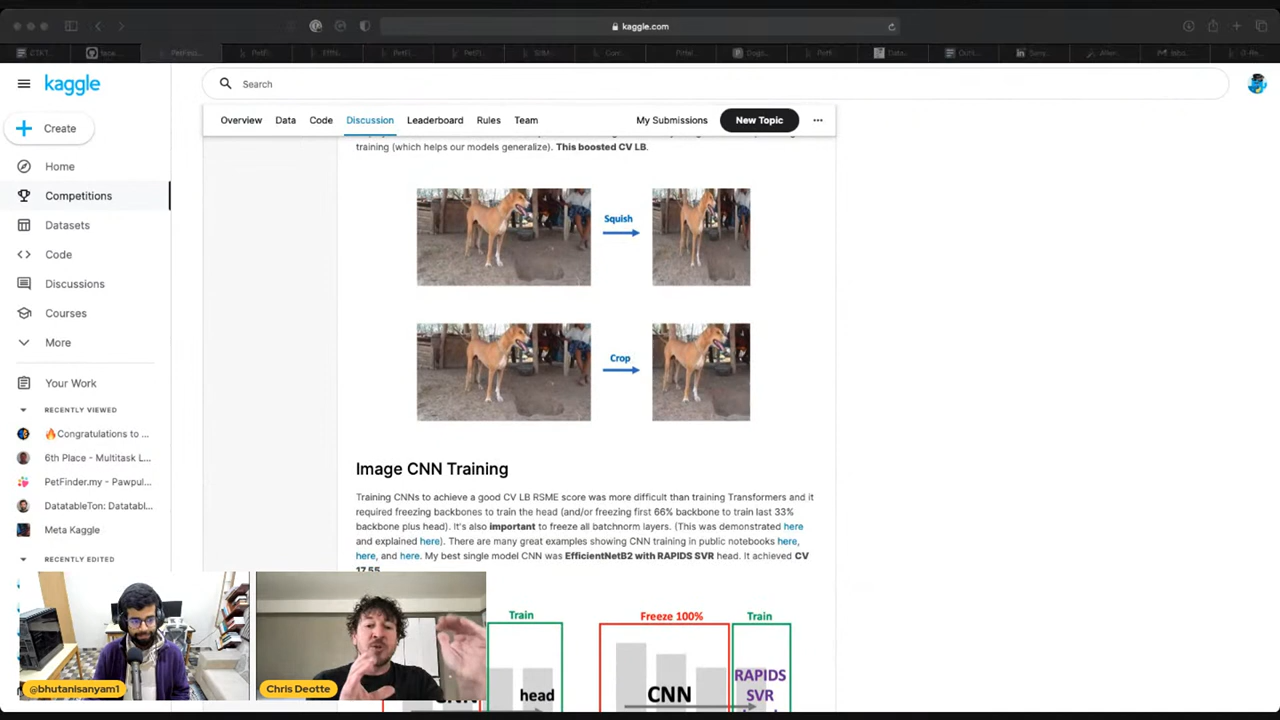 kaggle.com
kaggle
Search
Create
Home
Competitions
Datasets
Code
Discussions
Courses
More
Your Work
RECENTLY VIEWED
🔥Congratulations to ...
6th Place - Multitask L...
PetFinder.my - Pawpul...
DatatableTon: Datatabl...
Meta Kaggle
RECENTLY EDITED
Overview Data Code Discussion Leaderboard Rules Team My Submissions New Topic ...
training (which helps our models generalize). This boosted CV LB.
Squish
Crop
Image CNN Training
Training CNNs to achieve a good CV LB RSME score was more difficult than training Transformers and it
required freezing backbones to train the head (and/or freezing first 66% backbone to train last 33%
backbone plus head). It's also important to freeze all batchnorm layers. (This was demonstrated here
and explained here). There are many great examples showing CNN training in public notebooks here,
here, and here. My best single model CNN was EfficientNetB2 with RAPIDS SVR head. It achieved CV
17.55
Train
head
Freeze 100%
Train
CNN
RAPIDS
SVR
@bhutanisanyam1
Chris Deotte